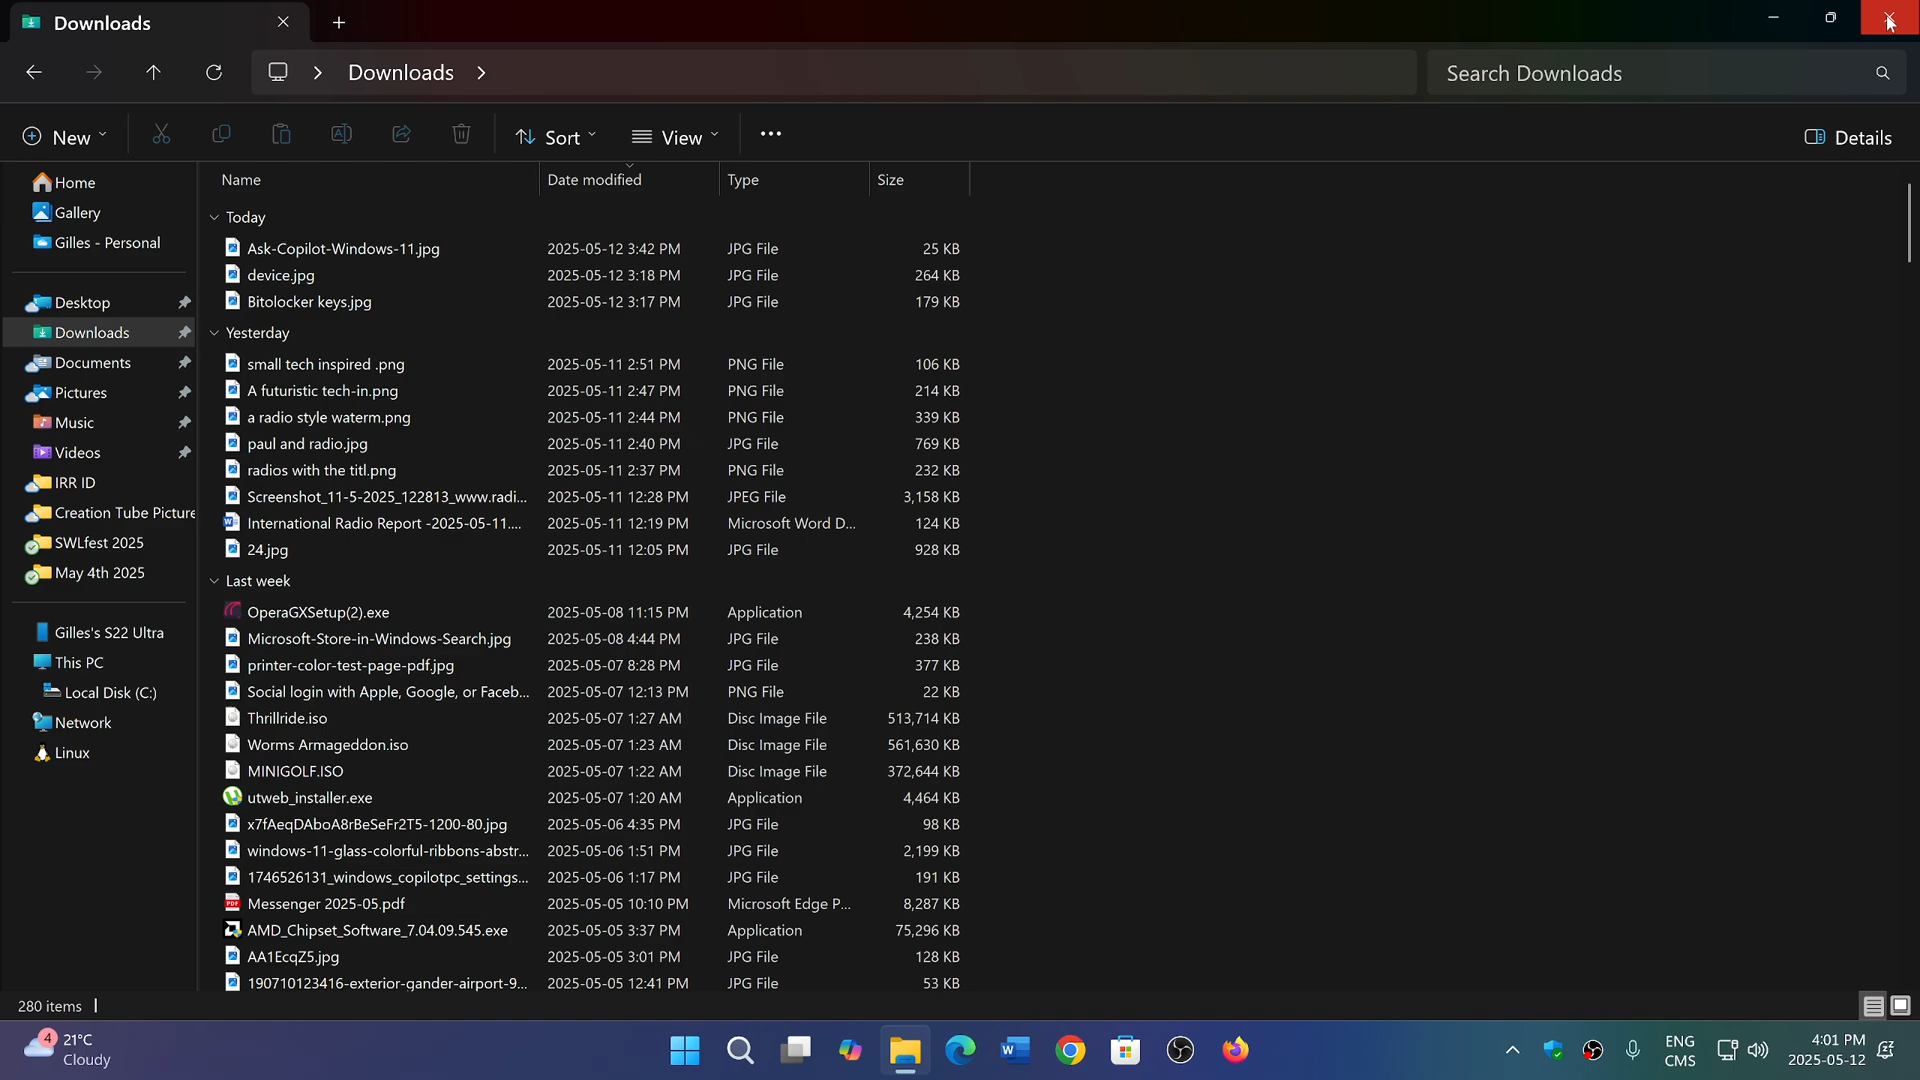 Downloads
Downloads
Search Downloads
New
Sort
View
Details
Home
Gallery
Gilles - Personal
Desktop
Downloads
Documents
Pictures
Music
Videos
IRR ID
Creation Tube Picture
SWLfest 2025
May 4th 2025
Gilles's S22 Ultra
This PC
Local Disk (C:)
Network
Linux
Name Date modified Type Size
Today
Ask-Copilot-Windows-11.jpg 2025-05-12 3:42 PM JPG File 25 KB
device.jpg 2025-05-12 3:18 PM JPG File 264 KB
Bitolocker keys.jpg 2025-05-12 3:17 PM JPG File 179 KB
Yesterday
small tech inspired .png 2025-05-11 2:51 PM PNG File 106 KB
A futuristic tech-in.png 2025-05-11 2:47 PM PNG File 214 KB
a radio style waterm.png 2025-05-11 2:44 PM PNG File 339 KB
paul and radio.jpg 2025-05-11 2:40 PM JPG File 769 KB
radios with the titl.png 2025-05-11 2:37 PM PNG File 232 KB
Screenshot_11-5-2025_122813_www.radi... 2025-05-11 12:28 PM JPEG File 3,158 KB
International Radio Report -2025-05-11.... 2025-05-11 12:19 PM Microsoft Word D... 124 KB
24.jpg 2025-05-11 12:05 PM JPG File 928 KB
Last week
OperaGXSetup(2).exe 2025-05-08 11:15 PM Application 4,254 KB
Microsoft-Store-in-Windows-Search.jpg 2025-05-08 4:44 PM JPG File 238 KB
printer-color-test-page-pdf.jpg 2025-05-07 8:28 PM JPG File 377 KB
Social login with Apple, Google, or Faceb... 2025-05-07 12:13 PM PNG File 22 KB
Thrillride.iso 2025-05-07 1:27 AM Disc Image File 513,714 KB
Worms Armageddon.iso 2025-05-07 1:23 AM Disc Image File 561,630 KB
MINIGOLF.ISO 2025-05-07 1:22 AM Disc Image File 372,644 KB
utweb_installer.exe 2025-05-07 1:20 AM Application 4,464 KB
x7fAeqDAboA8rBeSeFr2T5-1200-80.jpg 2025-05-06 4:35 PM JPG File 98 KB
windows-11-glass-colorful-ribbons-abstr... 2025-05-06 1:51 PM JPG File 2,199 KB
1746526131_windows_copilotpc_settings... 2025-05-06 1:17 PM JPG File 191 KB
Messenger 2025-05.pdf 2025-05-05 10:10 PM Microsoft Edge P... 8,287 KB
AMD_Chipset_Software_7.04.09.545.exe 2025-05-05 3:37 PM Application 75,296 KB
AA1EcqZ5.jpg 2025-05-05 3:01 PM JPG File 128 KB
190710123416-exterior-gander-airport-9... 2025-05-05 12:41 PM JPG File 53 KB
280 items
4
21°C
Cloudy
ENG
CMS
4:01 PM
2025-05-12